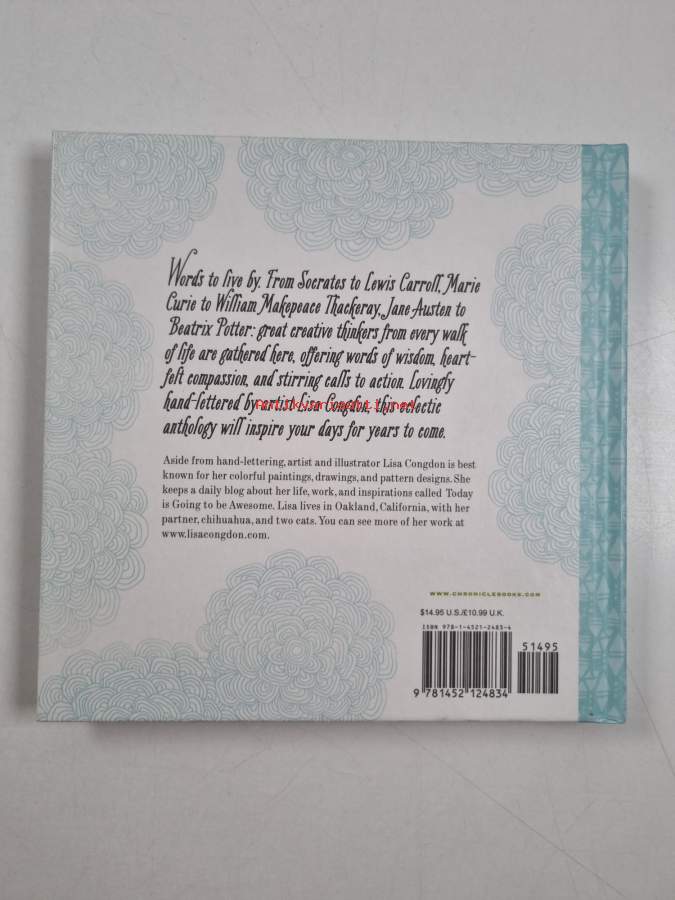 Words to live by. From Socrates to Lewis Carroll, Marie
Curie to William Makepeace Thackeray, Jane Austen to
Beatrix Potter: great creative thinkers from every walk
of life are gathered here, offering words of wisdom, heart-
felt compassion, and stirring calls to action. Lovingly
hand-lettered by artist Lisa Congdon, this eclectic
anthology will inspire your days for years to come.
Aside from hand-lettering, artist and illustrator Lisa Congdon is best
known for her colorful paintings, drawings, and pattern designs. She
keeps a daily blog about her life, work, and inspirations called Today
is Going to be Awesome. Lisa lives in Oakland, California, with her
partner, chihuahua, and two cats. You can see more of her work at
www.lisacongdon.com.
WWW.CHRONICLEBOOKS.COM
$14.95 U.S./£10.99 U.K.
ISBN 978-1-4521-2483-4
51495
9 781452 124834